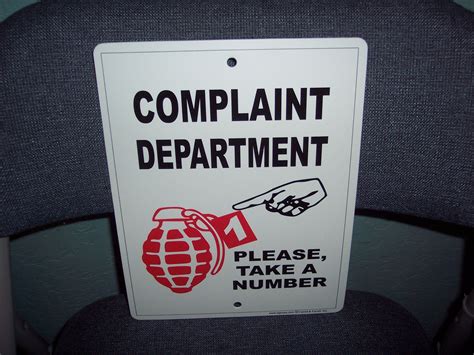 COMPLAINT
DEPARTMENT
1
PLEASE,
TAKE A
NUMBER